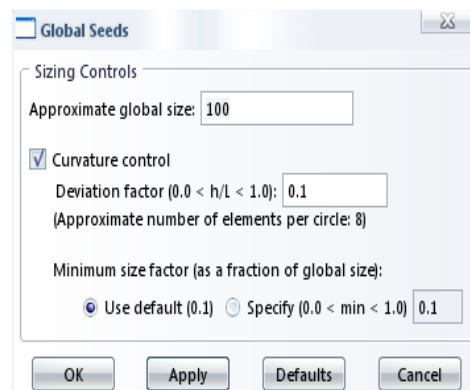 Global Seeds
Sizing Controls
Approximate global size: 100
Curvature control
Deviation factor (0.0 < h/L < 1.0): 0.1
(Approximate number of elements per circle: 8)
Minimum size factor (as a fraction of global size):
Use default (0.1) Specify (0.0 < min < 1.0) 0.1
OK Apply Defaults Cancel